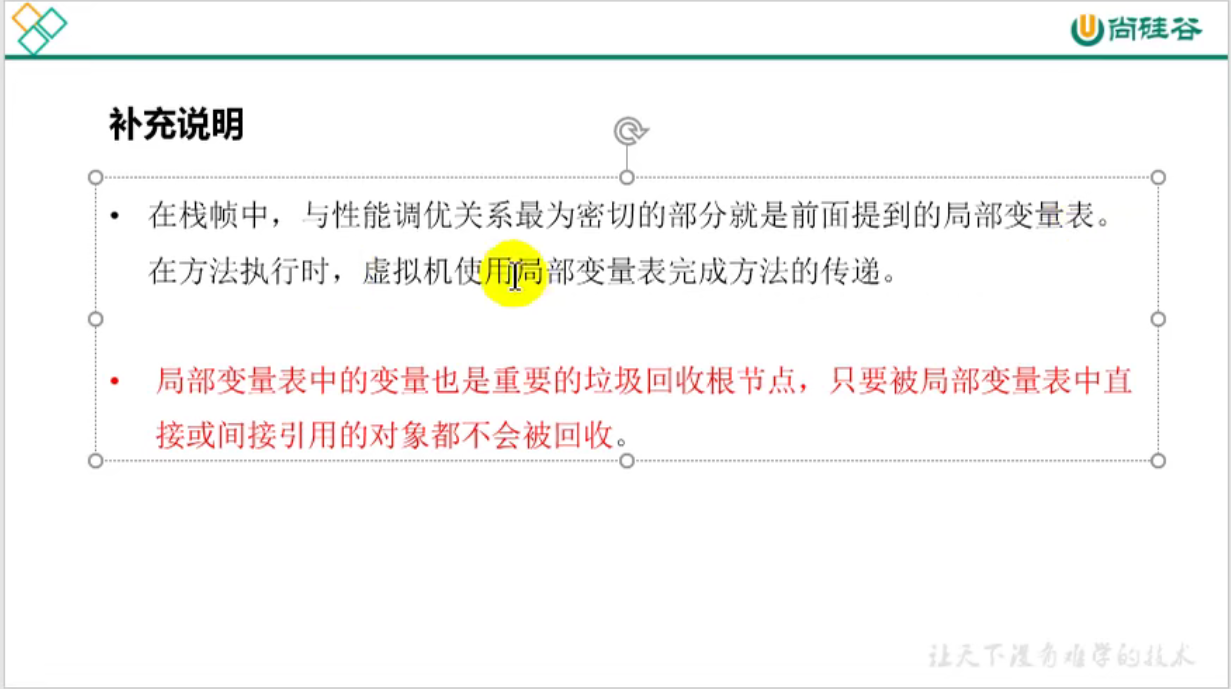 尚硅谷
补充说明
• 在栈帧中，与性能调优关系最为密切的部分就是前面提到的局部变量表。
在方法执行时，虚拟机使用局部变量表完成方法的传递。
• 局部变量表中的变量也是重要的垃圾回收根节点，只要被局部变量表中直
接或间接引用的对象都不会被回收。
让天下没有难学的技术